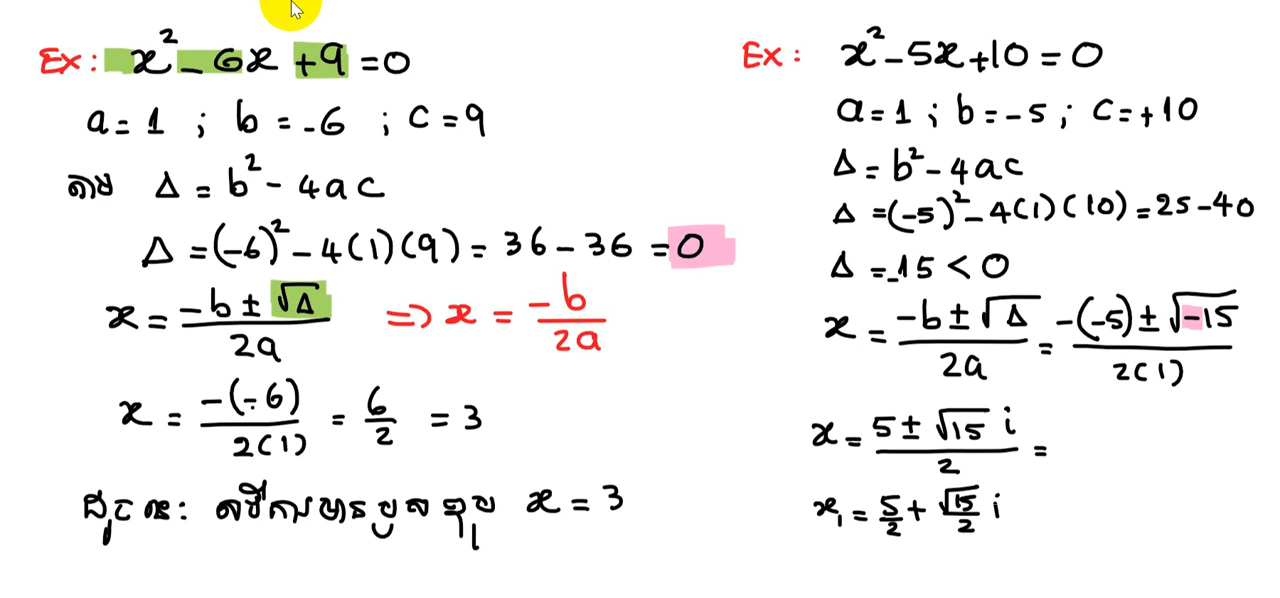 Ex: x² - 6x + 9 = 0
a = 1 ; b = -6 ; c = 9
តាម Δ = b² - 4ac
Δ = (-6)² - 4(1)(9) = 36 - 36 = 0
x = (-b ± √Δ)/2a ⇒ x = -b/2a
x = -(-6)/2(1) = 6/2 = 3
ដូចនេះ: សមីការមានឫសឌុប x = 3
Ex: x² - 5x + 10 = 0
a = 1 ; b = -5 ; c = +10
Δ = b² - 4ac
Δ = (-5)² - 4(1)(10) = 25 - 40
Δ = -15 < 0
x = (-b ± √Δ)/2a = (-(-5) ± √-15)/2(1)
x = (5 ± √15 i)/2 =
x₁ = 5/2 + √15/2 i